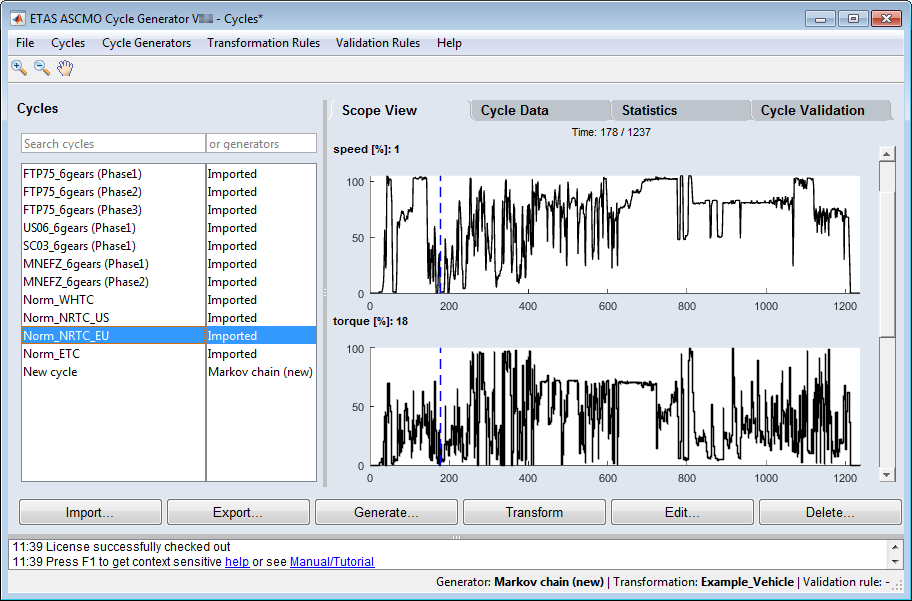 ETAS ASCMO Cycle Generator - Cycles*
File Cycles Cycle Generators Transformation Rules Validation Rules Help
Cycles
Search cycles or generators
FTP75_6gears (Phase1) Imported
FTP75_6gears (Phase2) Imported
FTP75_6gears (Phase3) Imported
US06_6gears (Phase1) Imported
SC03_6gears (Phase1) Imported
MNEFZ_6gears (Phase1) Imported
MNEFZ_6gears (Phase2) Imported
Norm_WHTC Imported
Norm_NRTC_US Imported
Norm_NRTC_EU Imported
Norm_ETC Imported
New cycle Markov chain (new)
Scope View Cycle Data Statistics Cycle Validation
Time: 178 / 1237
speed [%]: 1
100
50
0
0 200 400 600 800 1000 1200
torque [%]: 18
100
50
0
0 200 400 600 800 1000 1200
Import... Export... Generate... Transform Edit... Delete...
11:39 License successfully checked out
11:39 Press F1 to get context sensitive help or see Manual/Tutorial
Generator: Markov chain (new) | Transformation: Example_Vehicle | Validation rule: -